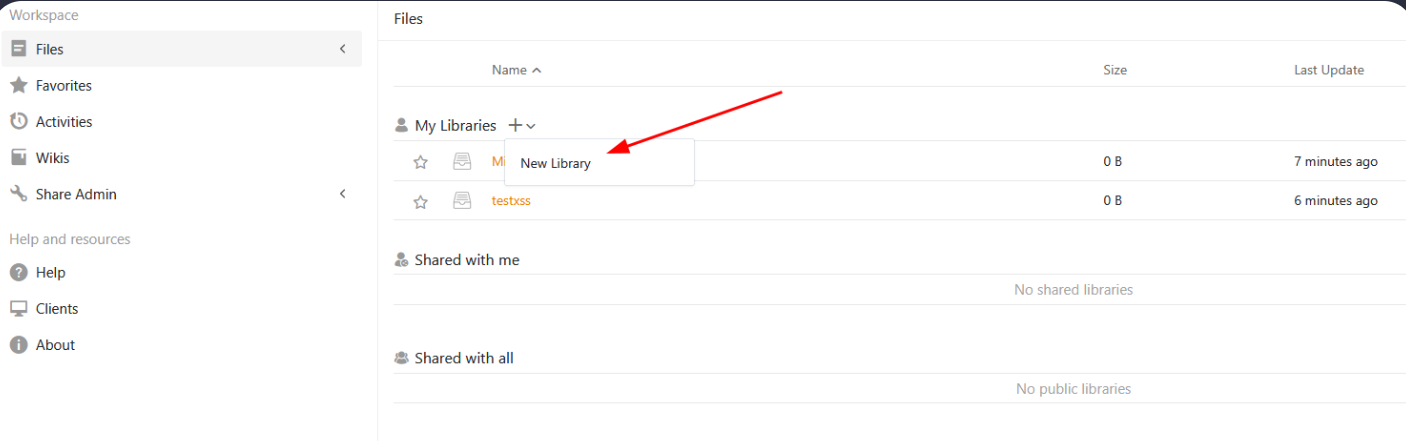 Workspace
Files
Favorites
Activities
Wikis
Share Admin
Help and resources
Help
Clients
About
Files
Name Size Last Update
My Libraries
New Library
0 B 7 minutes ago
testxss 0 B 6 minutes ago
Shared with me
No shared libraries
Shared with all
No public libraries